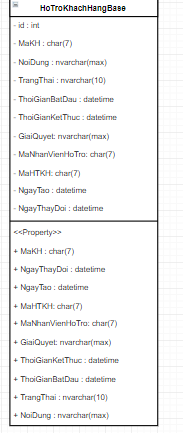 HoTroKhachHangBase
- id : int
- MaKH : char(7)
- NoiDung : nvarchar(max)
- TrangThai : nvarchar(10)
- ThoiGianBatDau : datetime
- ThoiGianKetThuc : datetime
- GiaiQuyet: nvarchar(max)
- MaNhanVienHoTro: char(7)
- MaHTKH: char(7)
- NgayTao : datetime
- NgayThayDoi : datetime
<<Property>>
+ MaKH : char(7)
+ NgayThayDoi : datetime
+ NgayTao : datetime
+ MaHTKH: char(7)
+ MaNhanVienHoTro: char(7)
+ GiaiQuyet: nvarchar(max)
+ ThoiGianKetThuc : datetime
+ ThoiGianBatDau : datetime
+ TrangThai : nvarchar(10)
+ NoiDung : nvarchar(max)